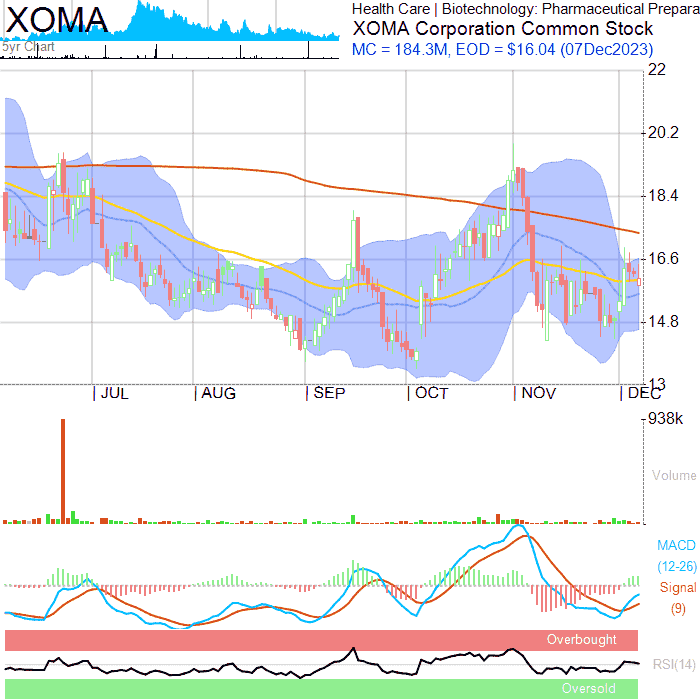 XOMA
5yr Chart
Health Care | Biotechnology: Pharmaceutical Prepara
XOMA Corporation Common Stock
MC = 184.3M, EOD = $16.04 (07Dec2023)
22
20.2
18.4
16.6
14.8
13
JUL
AUG
SEP
OCT
NOV
DEC
938k
Volume
MACD
(12-26)
Signal
(9)
Overbought
RSI(14)
Oversold